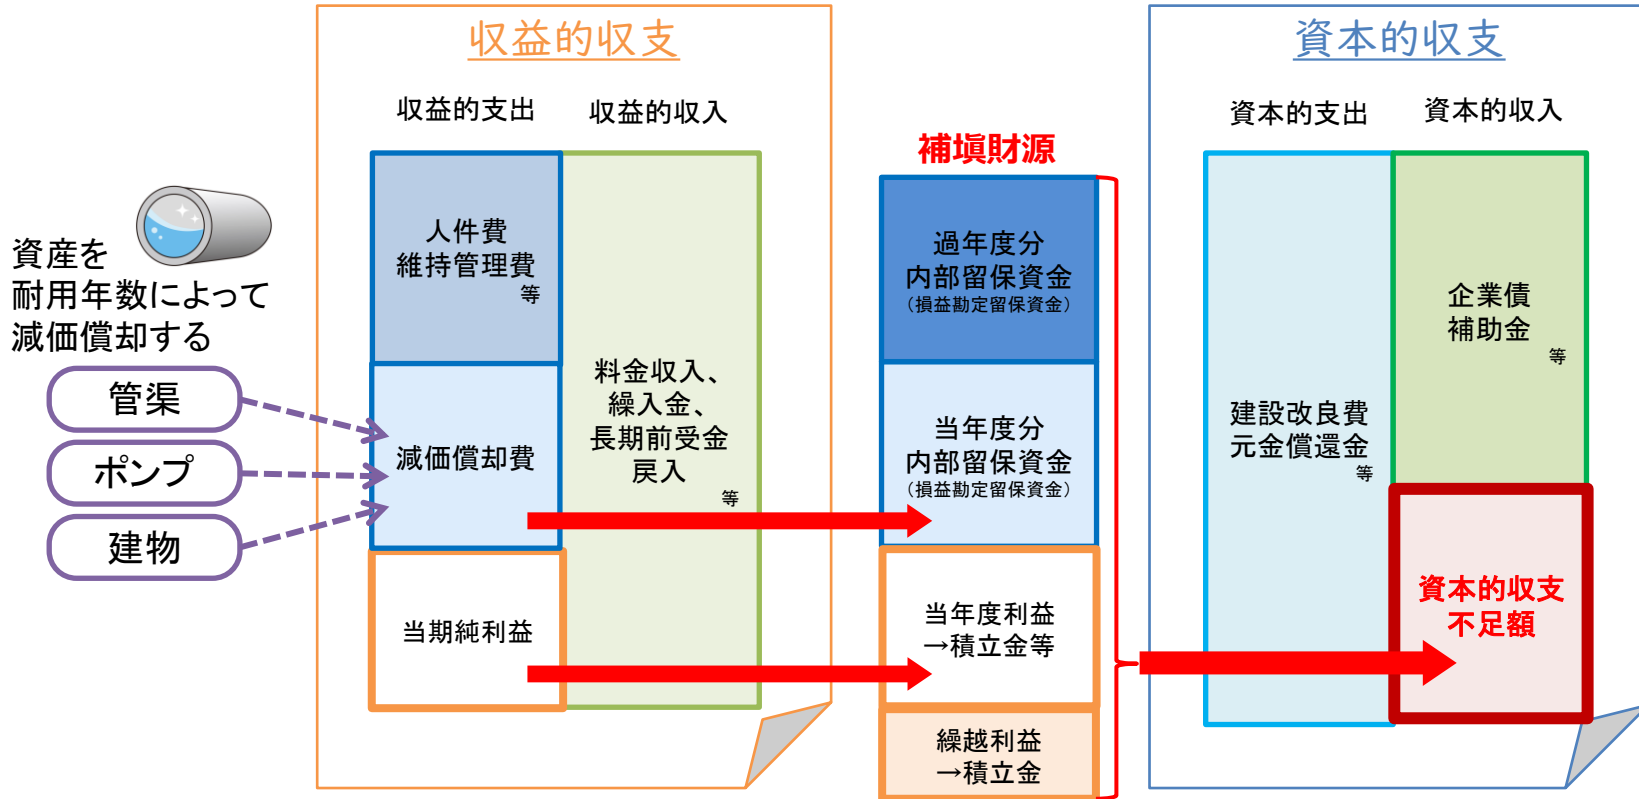 収益的収支
収益的支出
収益的収入
人件費
維持管理費
等
減価償却費
当期純利益
料金収入、
繰入金、
長期前受金
戻入
等
資産を
耐用年数によって
減価償却する
管渠
ポンプ
建物
補塡財源
過年度分
内部留保資金
（損益勘定留保資金）
当年度分
内部留保資金
（損益勘定留保資金）
当年度利益
→積立金等
繰越利益
→積立金
資本的収支
資本的支出
資本的収入
建設改良費
元金償還金
等
企業債
補助金
等
資本的収支
不足額